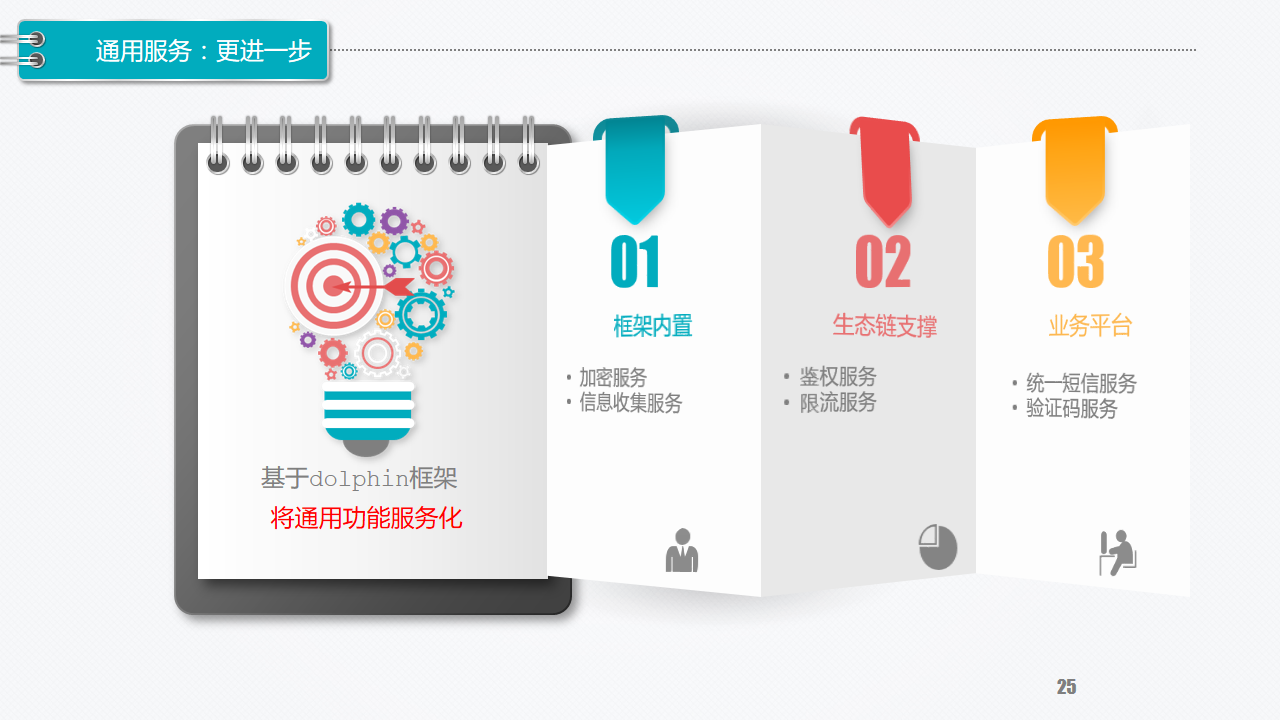 通用服务：更进一步
基于dolphin框架
将通用功能服务化
01
框架内置
• 加密服务
• 信息收集服务
02
生态链支撑
• 鉴权服务
• 限流服务
03
业务平台
• 统一短信服务
• 验证码服务
25